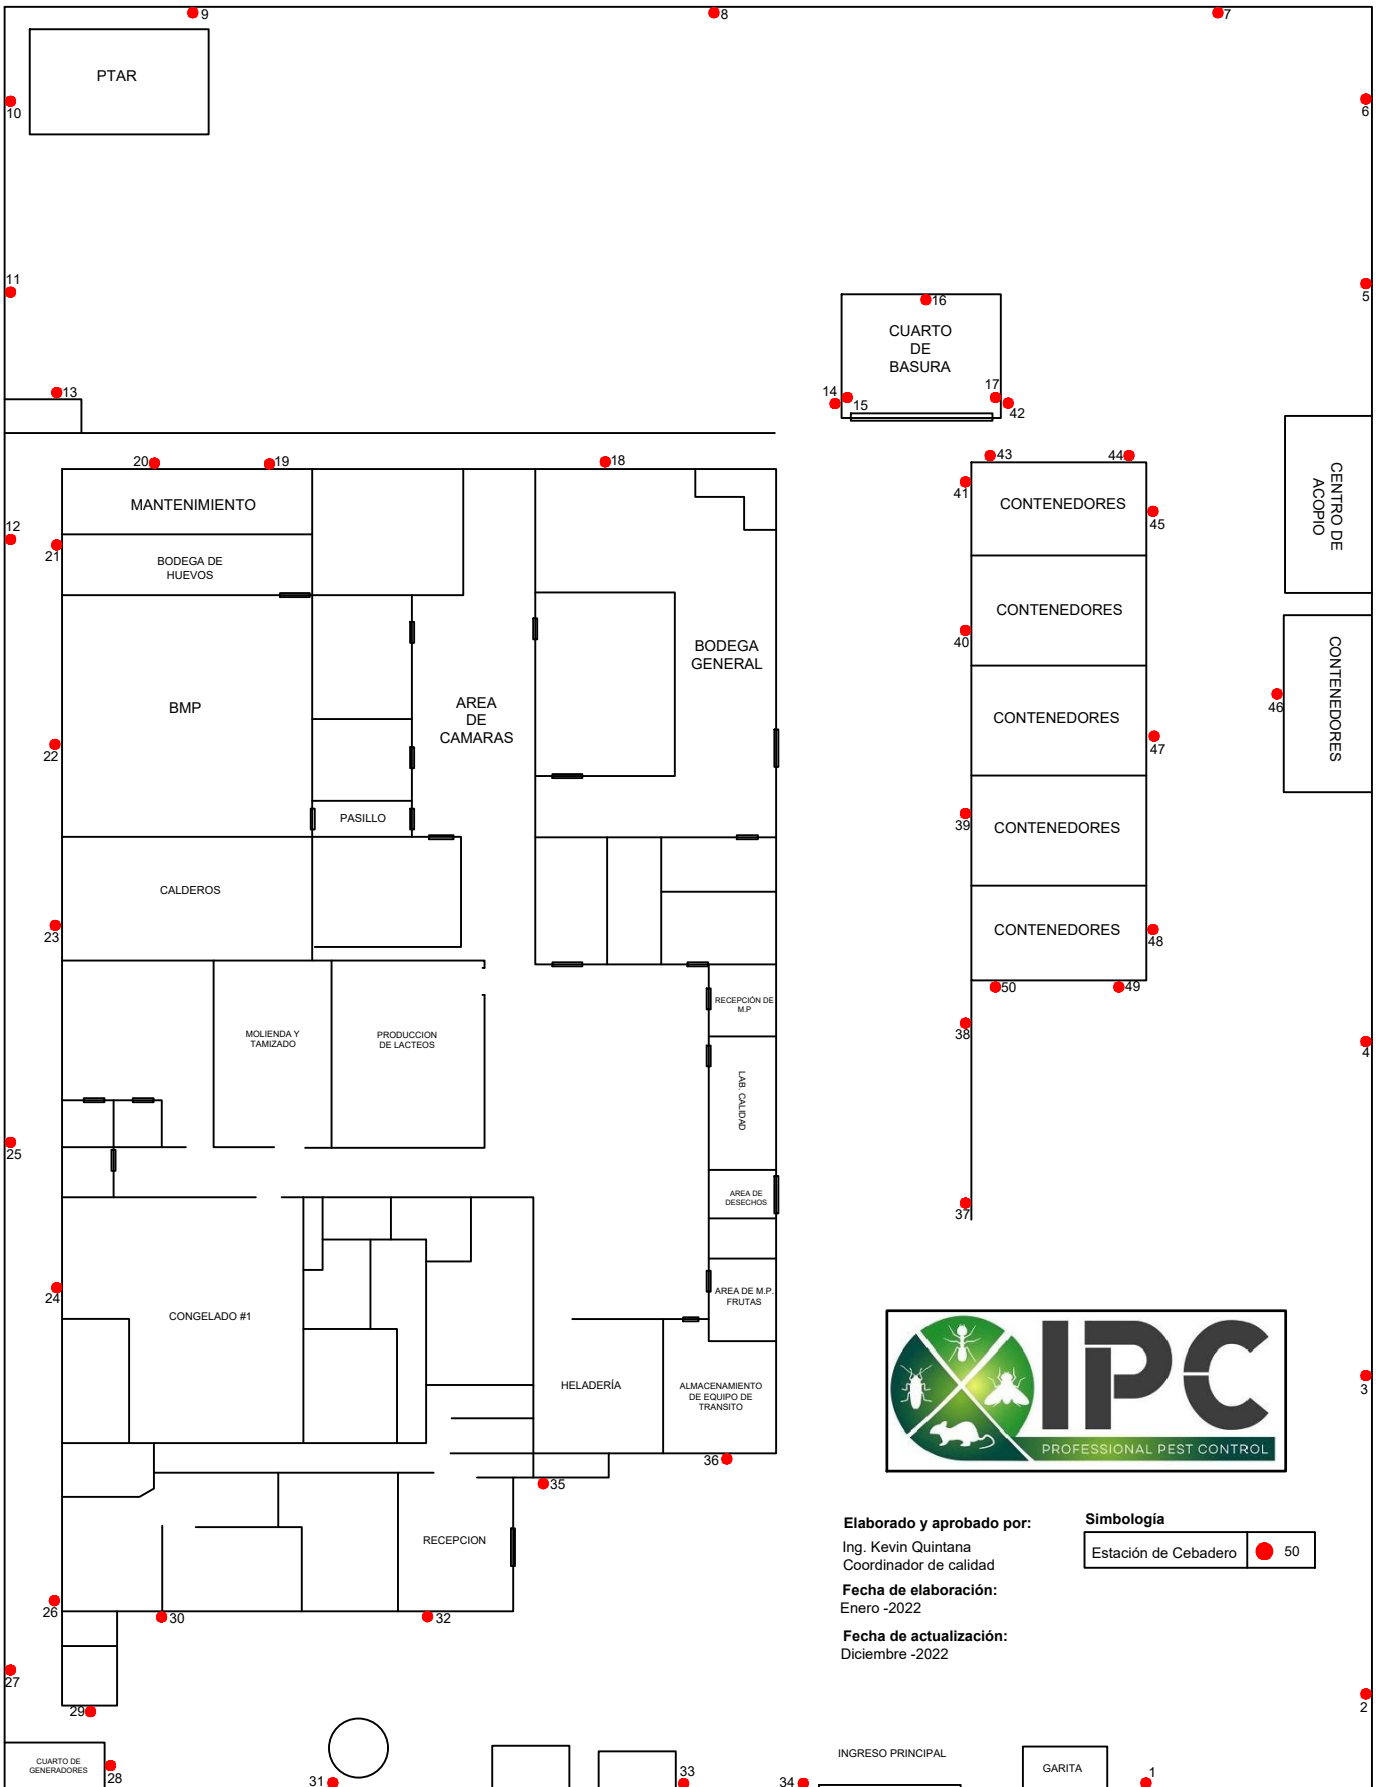 9
8
7
PTAR
10
6
11
5
16
CUARTO
DE
BASURA
13
14
15
17
42
20
19
18
43
44
41
MANTENIMIENTO
CONTENEDORES
45
CENTRO DE
ACOPIO
12
21
BODEGA DE
HUEVOS
CONTENEDORES
40
BODEGA
GENERAL
CONTENEDORES
46
BMP
AREA
DE
CAMARAS
CONTENEDORES
47
22
PASILLO
39
CONTENEDORES
CALDEROS
23
CONTENEDORES
48
50
49
RECEPCIÓN DE
M.P
38
MOLIENDA Y
TAMIZADO
PRODUCCION
DE LACTEOS
4
LAB. CALIDAD
25
AREA DE
DESECHOS
37
24
AREA DE M.P.
FRUTAS
CONGELADO #1
IPC
PROFESSIONAL PEST CONTROL
3
HELADERÍA
ALMACENAMIENTO
DE EQUIPO DE
TRANSITO
36
35
RECEPCION
Elaborado y aprobado por:
Ing. Kevin Quintana
Coordinador de calidad
Fecha de elaboración:
Enero -2022
Fecha de actualización:
Diciembre -2022
Simbología
Estación de Cebadero 50
26
30
32
27
2
29
CUARTO DE
GENERADORES
28
31
33
34
INGRESO PRINCIPAL
GARITA
1